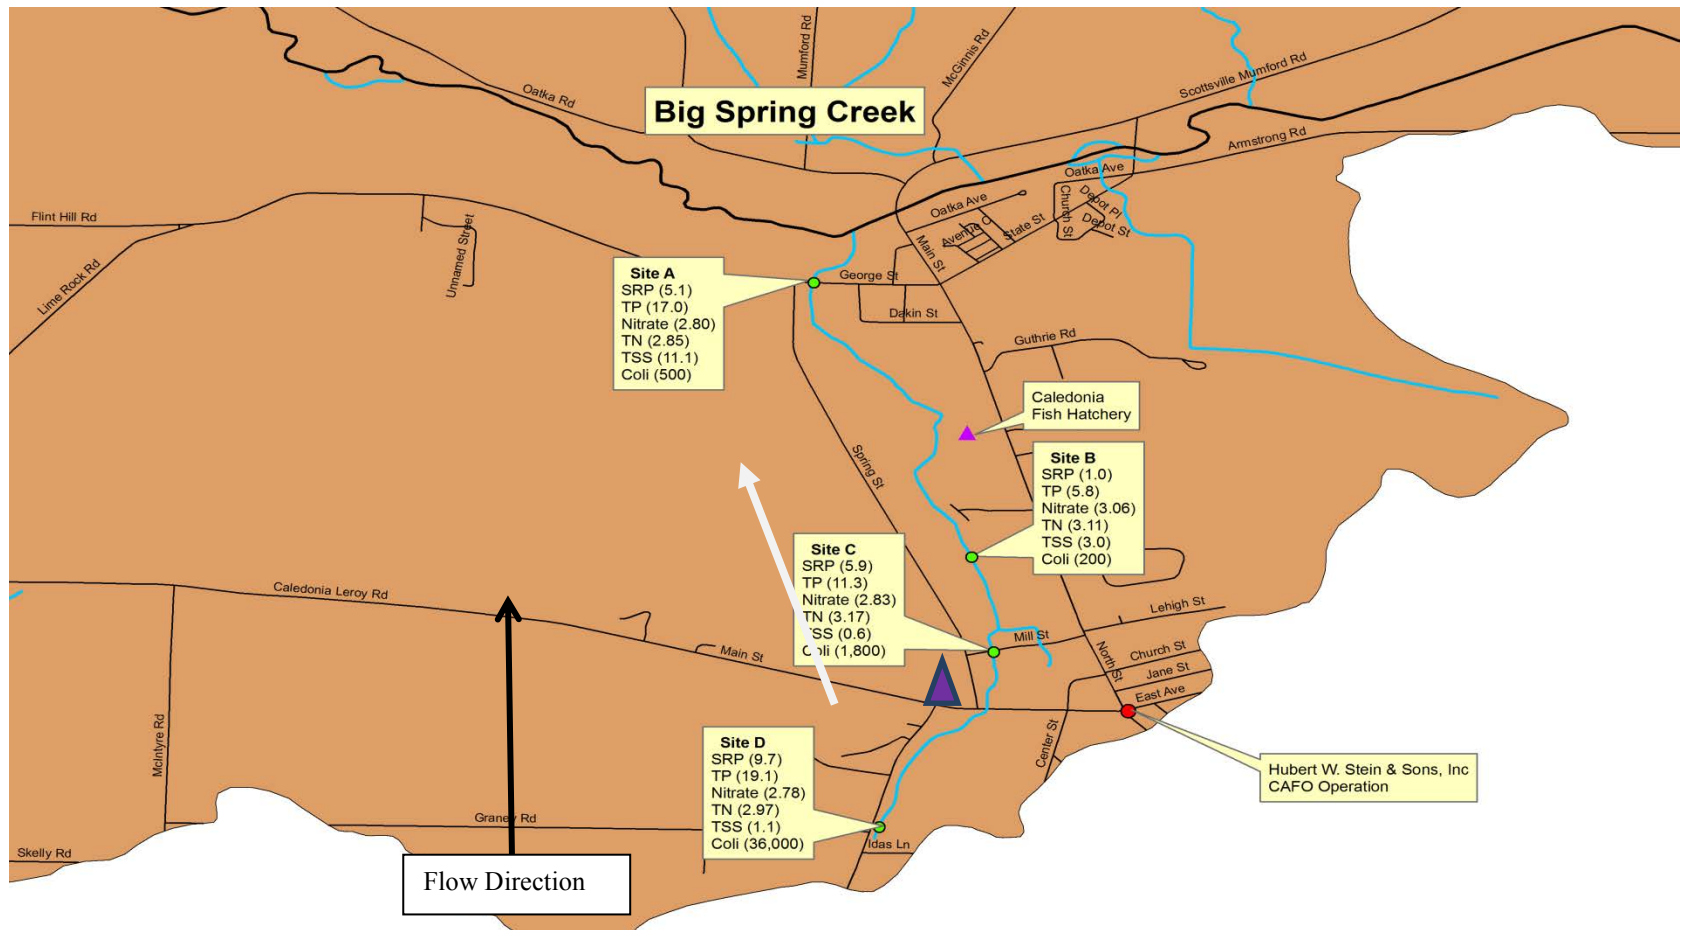 Mumford Rd
McGinnis Rd
Scottsville Mumford Rd
Oatka Rd
Big Spring Creek
Armstrong Rd
Oatka Ave
Church St
Depot Pl
Depot St
Oatka Ave
Avenue C
State St
Main St
Flint Hill Rd
Unnamed Street
Lime Rock Rd
Site A
SRP (5.1)
TP (17.0)
Nitrate (2.80)
TN (2.85)
TSS (11.1)
Coli (500)
George St
Dakin St
Guthrie Rd
Caledonia
Fish Hatchery
Spring St
Site B
SRP (1.0)
TP (5.8)
Nitrate (3.06)
TN (3.11)
TSS (3.0)
Coli (200)
Site C
SRP (5.9)
TP (11.3)
Nitrate (2.83)
TN (3.17)
TSS (0.6)
Coli (1,800)
Caledonia Leroy Rd
Main St
Mill St
Lehigh St
North St
Church St
Jane St
East Ave
Center St
McIntyre Rd
Site D
SRP (9.7)
TP (19.1)
Nitrate (2.78)
TN (2.97)
TSS (1.1)
Coli (36,000)
Hubert W. Stein & Sons, Inc
CAFO Operation
Graney Rd
Skelly Rd
Idas Ln
Flow Direction